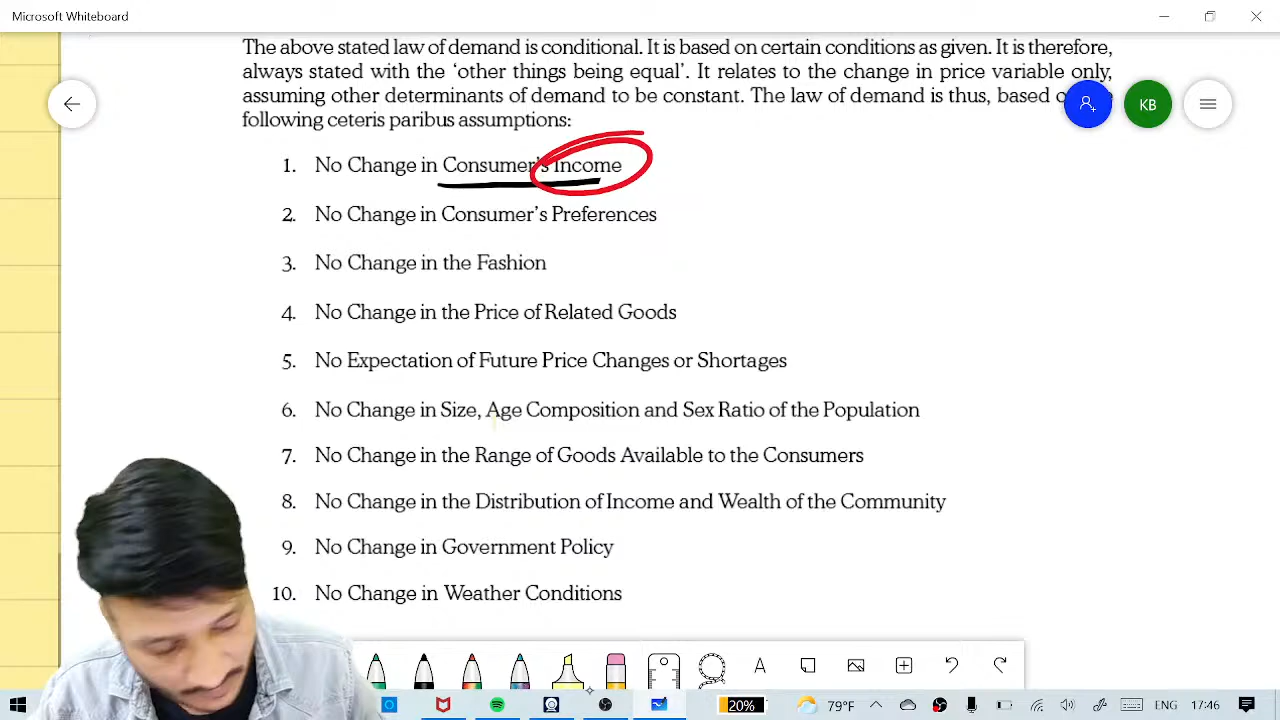 Microsoft Whiteboard
The above stated law of demand is conditional. It is based on certain conditions as given. It is therefore,
always stated with the ‘other things being equal’. It relates to the change in price variable only,
assuming other determinants of demand to be constant. The law of demand is thus, based
KB
following ceteris paribus assumptions:
1. No Change in Consumer's Income
2. No Change in Consumer’s Preferences
3. No Change in the Fashion
4. No Change in the Price of Related Goods
5. No Expectation of Future Price Changes or Shortages
6. No Change in Size, Age Composition and Sex Ratio of the Population
7. No Change in the Range of Goods Available to the Consumers
8. No Change in the Distribution of Income and Wealth of the Community
9. No Change in Government Policy
10. No Change in Weather Conditions
A
20% 79°F ENG 17:46